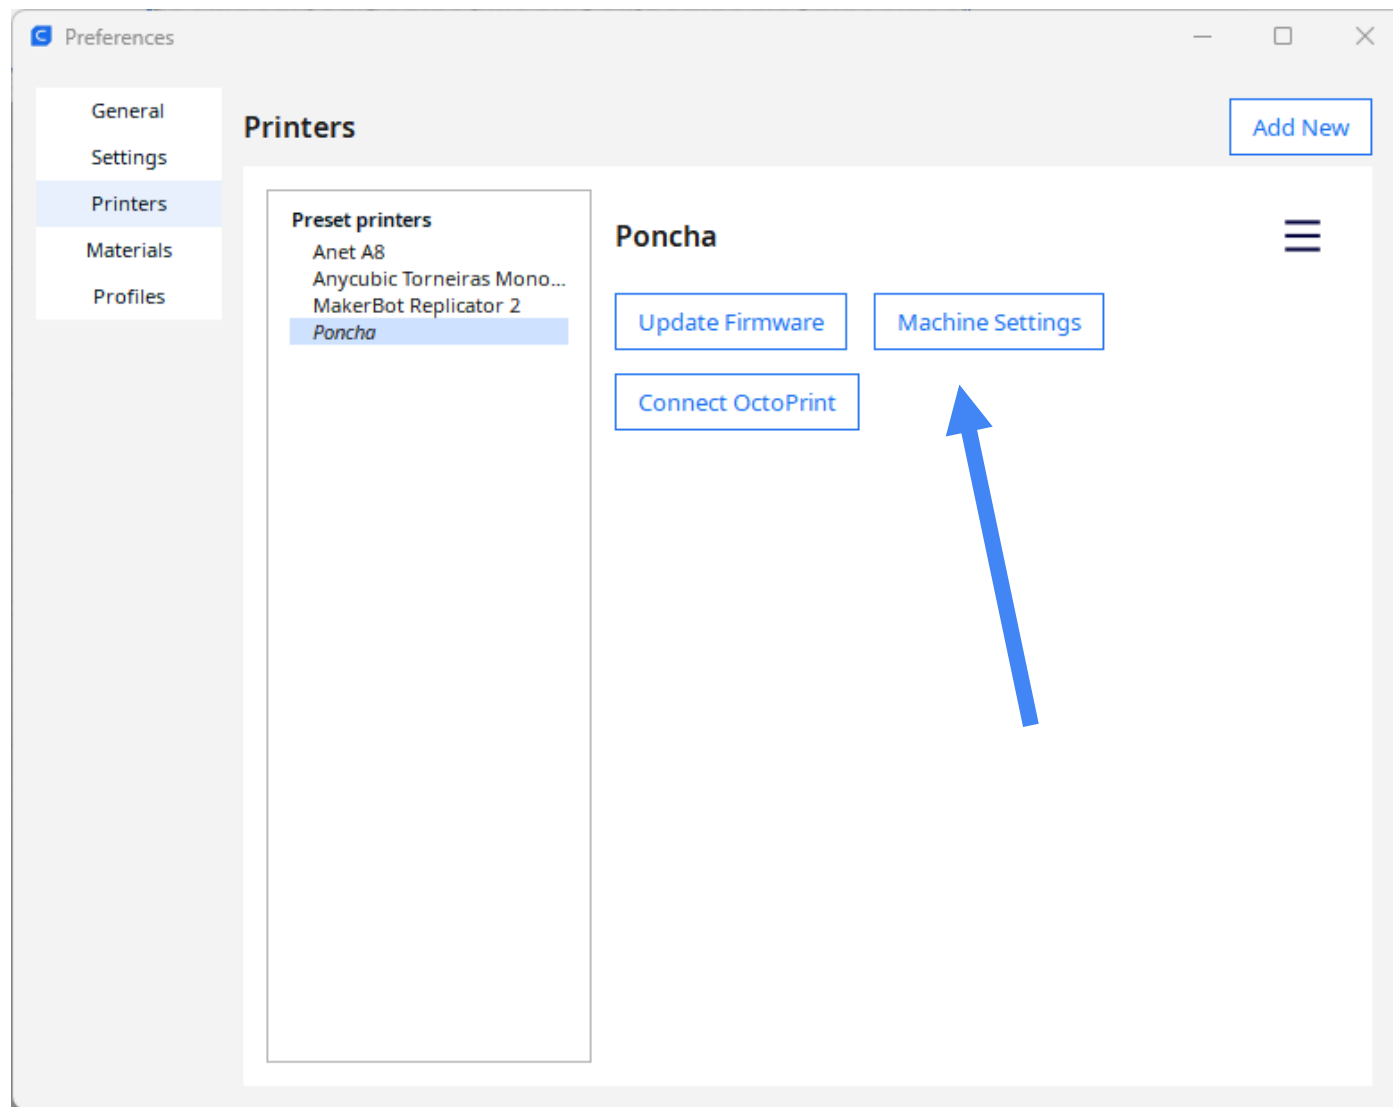 Preferences
General
Settings
Printers
Materials
Profiles
Printers
Add New
Preset printers
Anet A8
Anycubic Torneiras Mono...
MakerBot Replicator 2
Poncha
Poncha
Update Firmware
Machine Settings
Connect OctoPrint